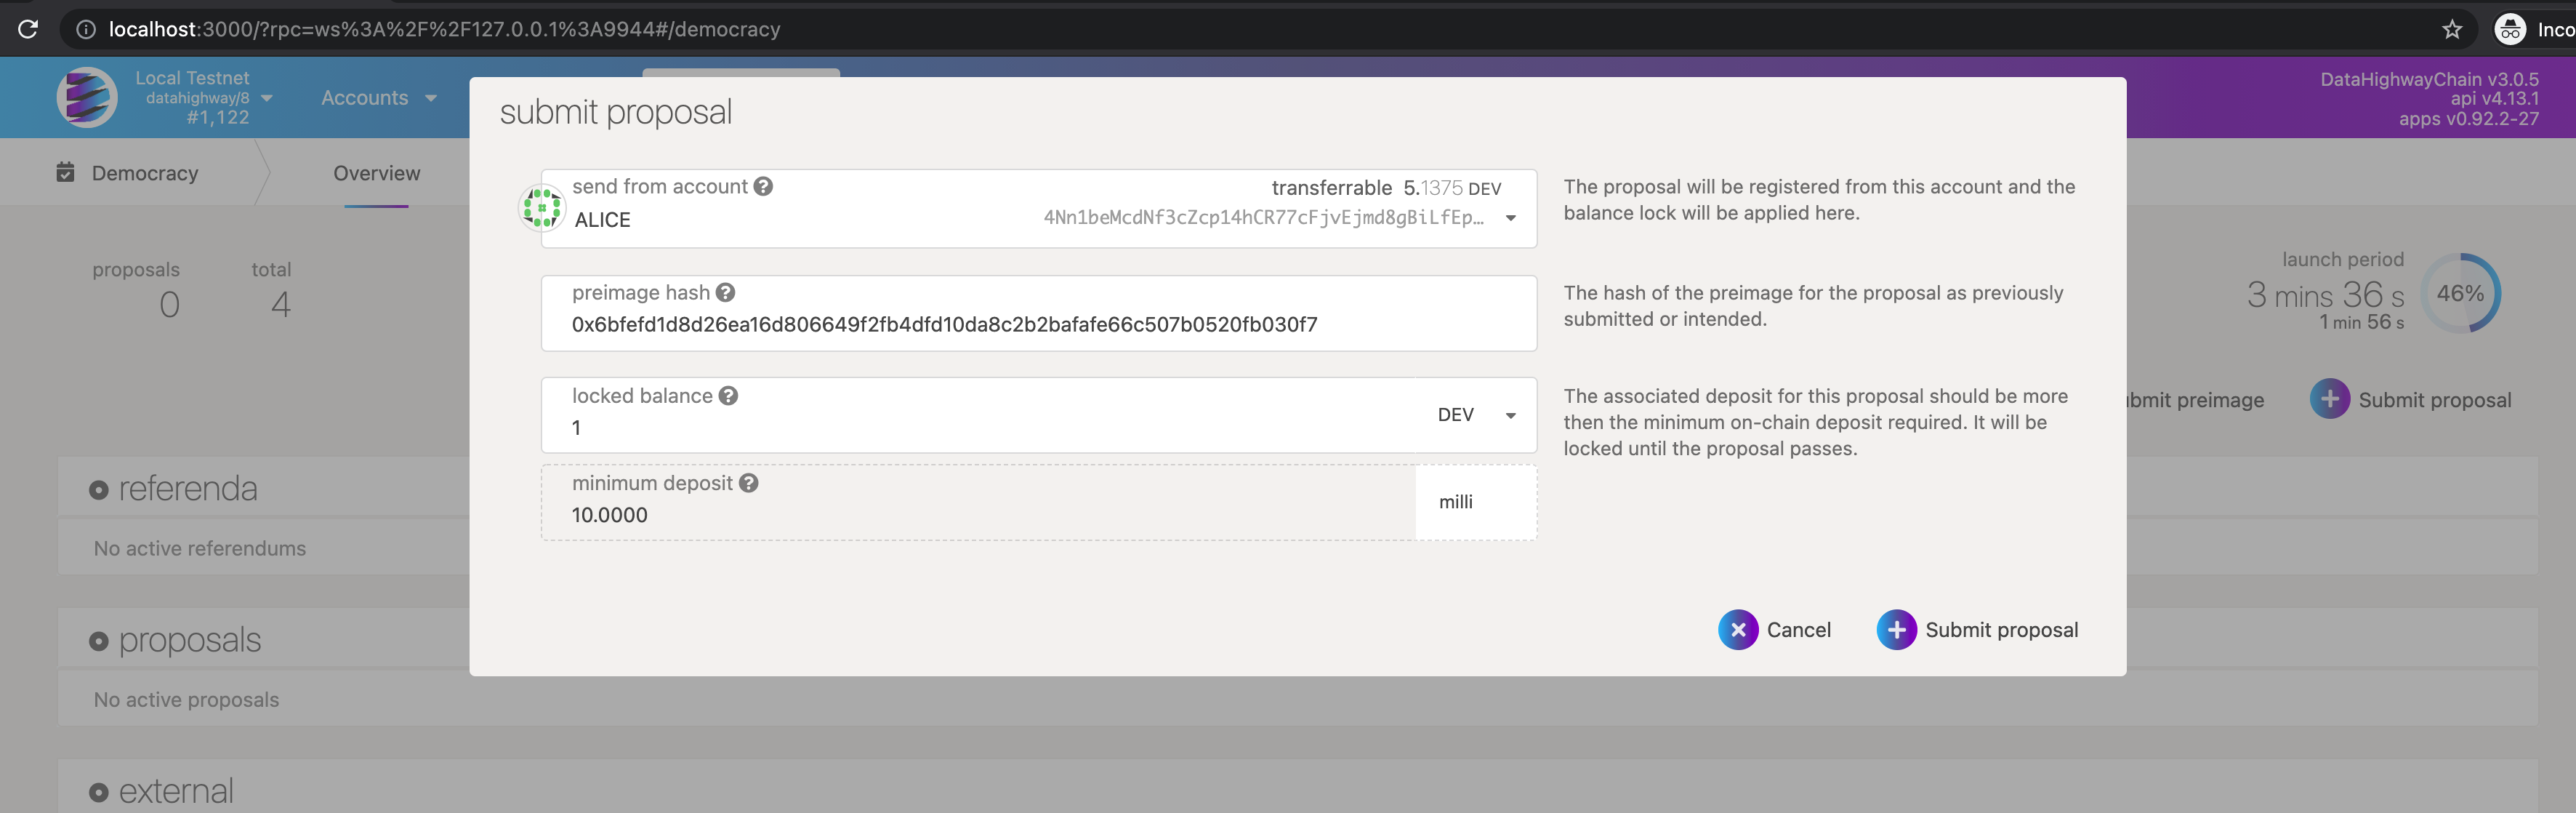 localhost:3000/?rpc=ws%3A%2F%2F127.0.0.1%3A9944#/democracy
Local Testnet
datahighway/8
#1,122
Accounts
DataHighwayChain v3.0.5
api v4.13.1
apps v0.92.2-27
Democracy
Overview
submit proposal
send from account
transferrable 5.1375 DEV
ALICE
4Nn1beMcdNf3cZcp14hCR77cFjvEjmd8gBiLfEp…
The proposal will be registered from this account and the
balance lock will be applied here.
proposals
0
total
4
preimage hash
0x6bfefd1d8d26ea16d806649f2fb4dfd10da8c2b2bafafe66c507b0520fb030f7
The hash of the preimage for the proposal as previously
submitted or intended.
launch period
3 mins 36 s
1 min 56 s
46%
locked balance
1
DEV
The associated deposit for this proposal should be more
then the minimum on-chain deposit required. It will be
locked until the proposal passes.
preimage
Submit proposal
minimum deposit
10.0000
milli
referenda
No active referendums
proposals
No active proposals
external
Cancel
Submit proposal